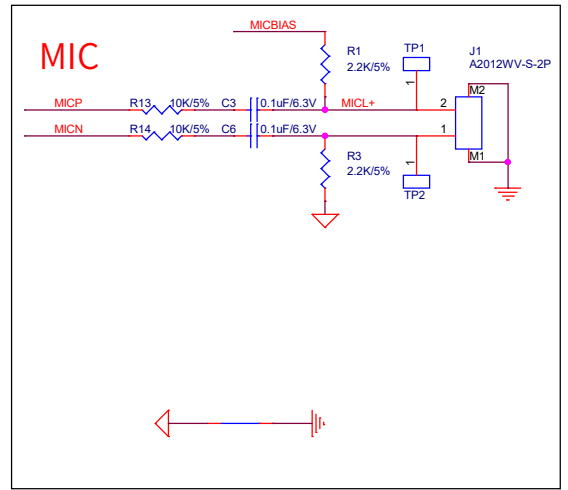 MICBIAS
MIC
R1
2.2K/5%
TP1
1
J1
A2012WV-S-2P
M2
MICP
R13
10K/5%
C3
0.1uF/6.3V
MICL+
2
MICN
R14
10K/5%
C6
0.1uF/6.3V
1
M1
R3
2.2K/5%
1
TP2